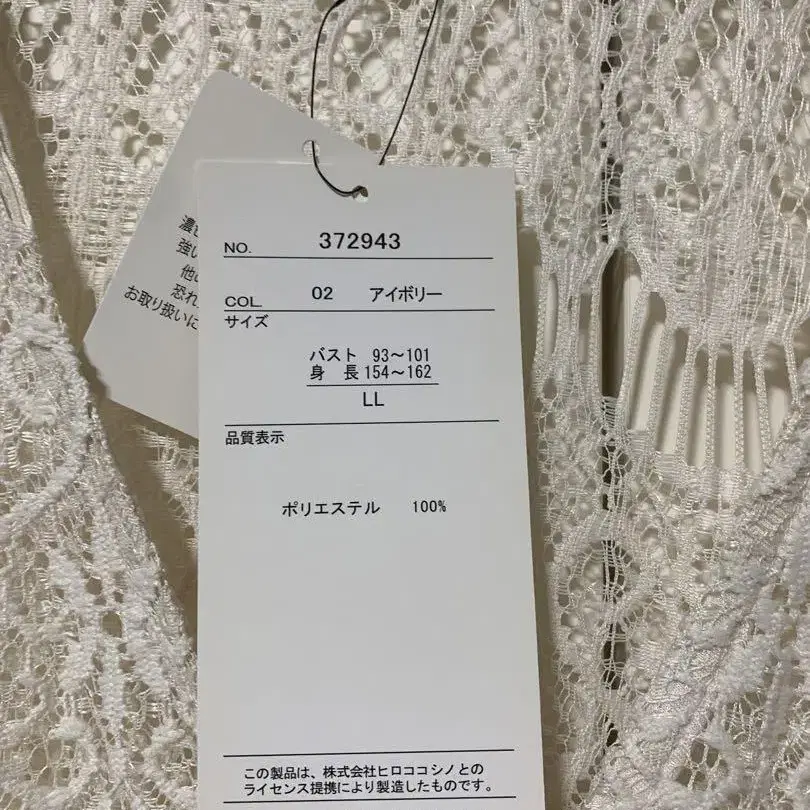 NO. 372943
COL. 02 アイボリー
サイズ
バスト 93～101
身 長 154～162
LL
品質表示
ポリエステル 100%
この製品は、株式会社ヒロココシノとの
ライセンス提携により製造したものです。
強い
他の
恐れ
お取り扱いに